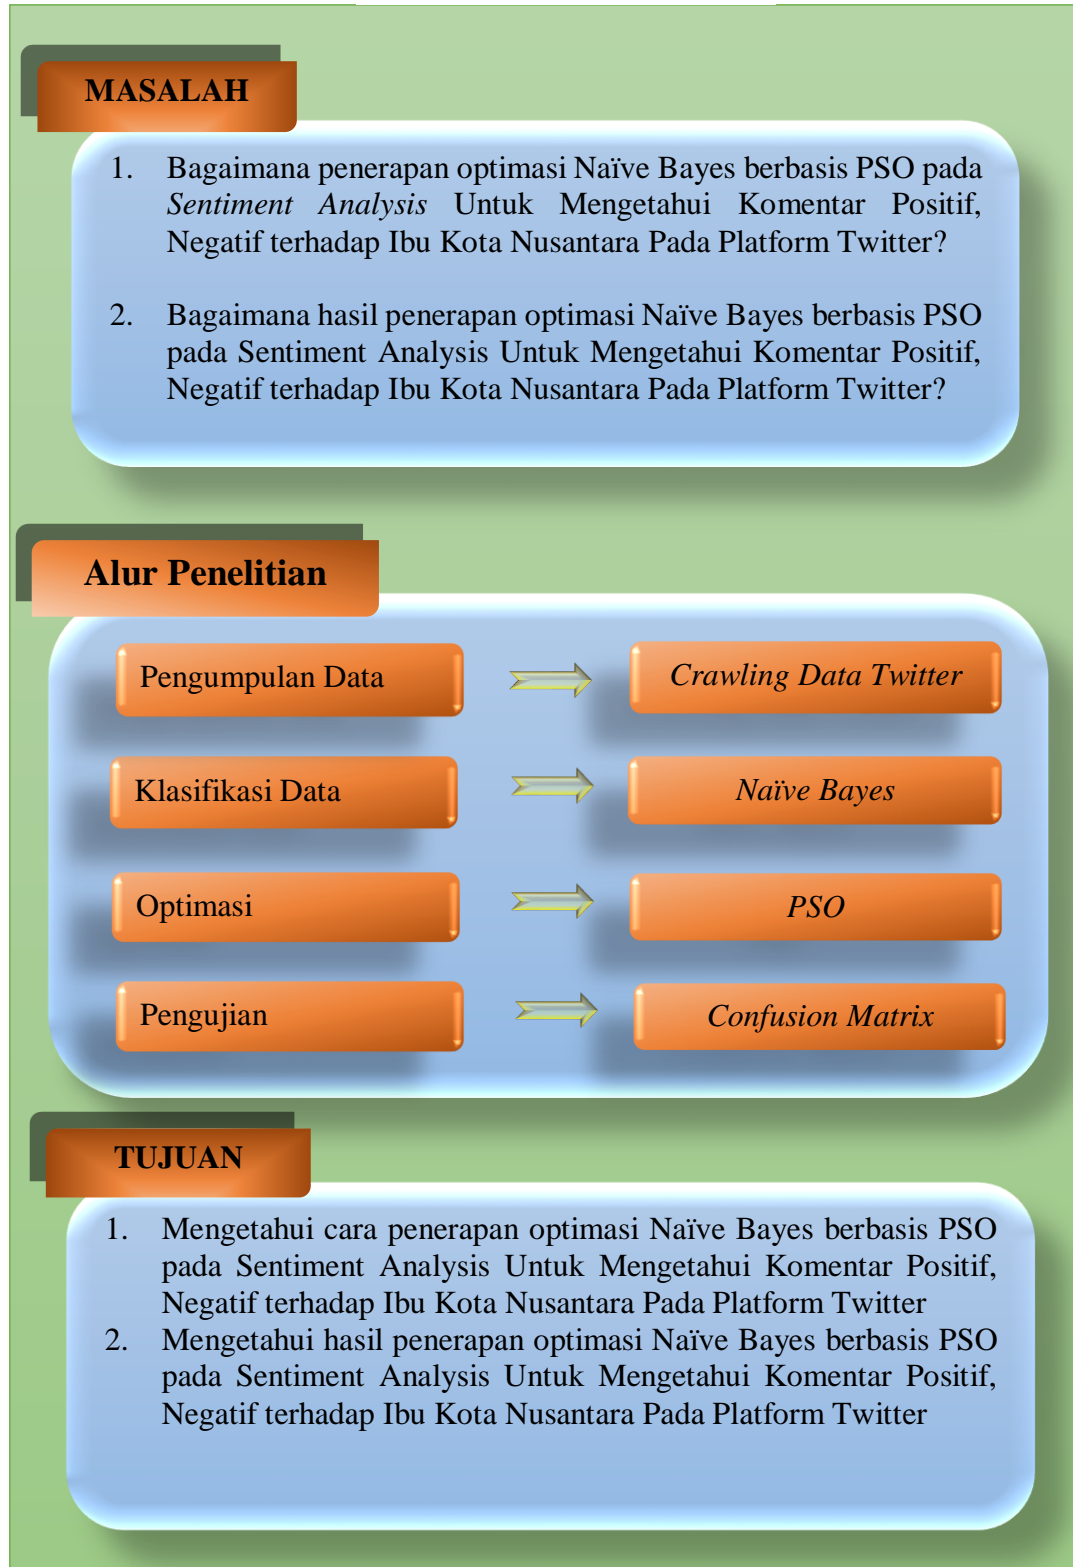 MASALAH
1. Bagaimana penerapan optimasi Naïve Bayes berbasis PSO pada
Sentiment Analysis Untuk Mengetahui Komentar Positif,
Negatif terhadap Ibu Kota Nusantara Pada Platform Twitter?
2. Bagaimana hasil penerapan optimasi Naïve Bayes berbasis PSO
pada Sentiment Analysis Untuk Mengetahui Komentar Positif,
Negatif terhadap Ibu Kota Nusantara Pada Platform Twitter?
Alur Penelitian
Pengumpulan Data
Crawling Data Twitter
Klasifikasi Data
Naïve Bayes
Optimasi
PSO
Pengujian
Confusion Matrix
TUJUAN
1. Mengetahui cara penerapan optimasi Naïve Bayes berbasis PSO
pada Sentiment Analysis Untuk Mengetahui Komentar Positif,
Negatif terhadap Ibu Kota Nusantara Pada Platform Twitter
2. Mengetahui hasil penerapan optimasi Naïve Bayes berbasis PSO
pada Sentiment Analysis Untuk Mengetahui Komentar Positif,
Negatif terhadap Ibu Kota Nusantara Pada Platform Twitter